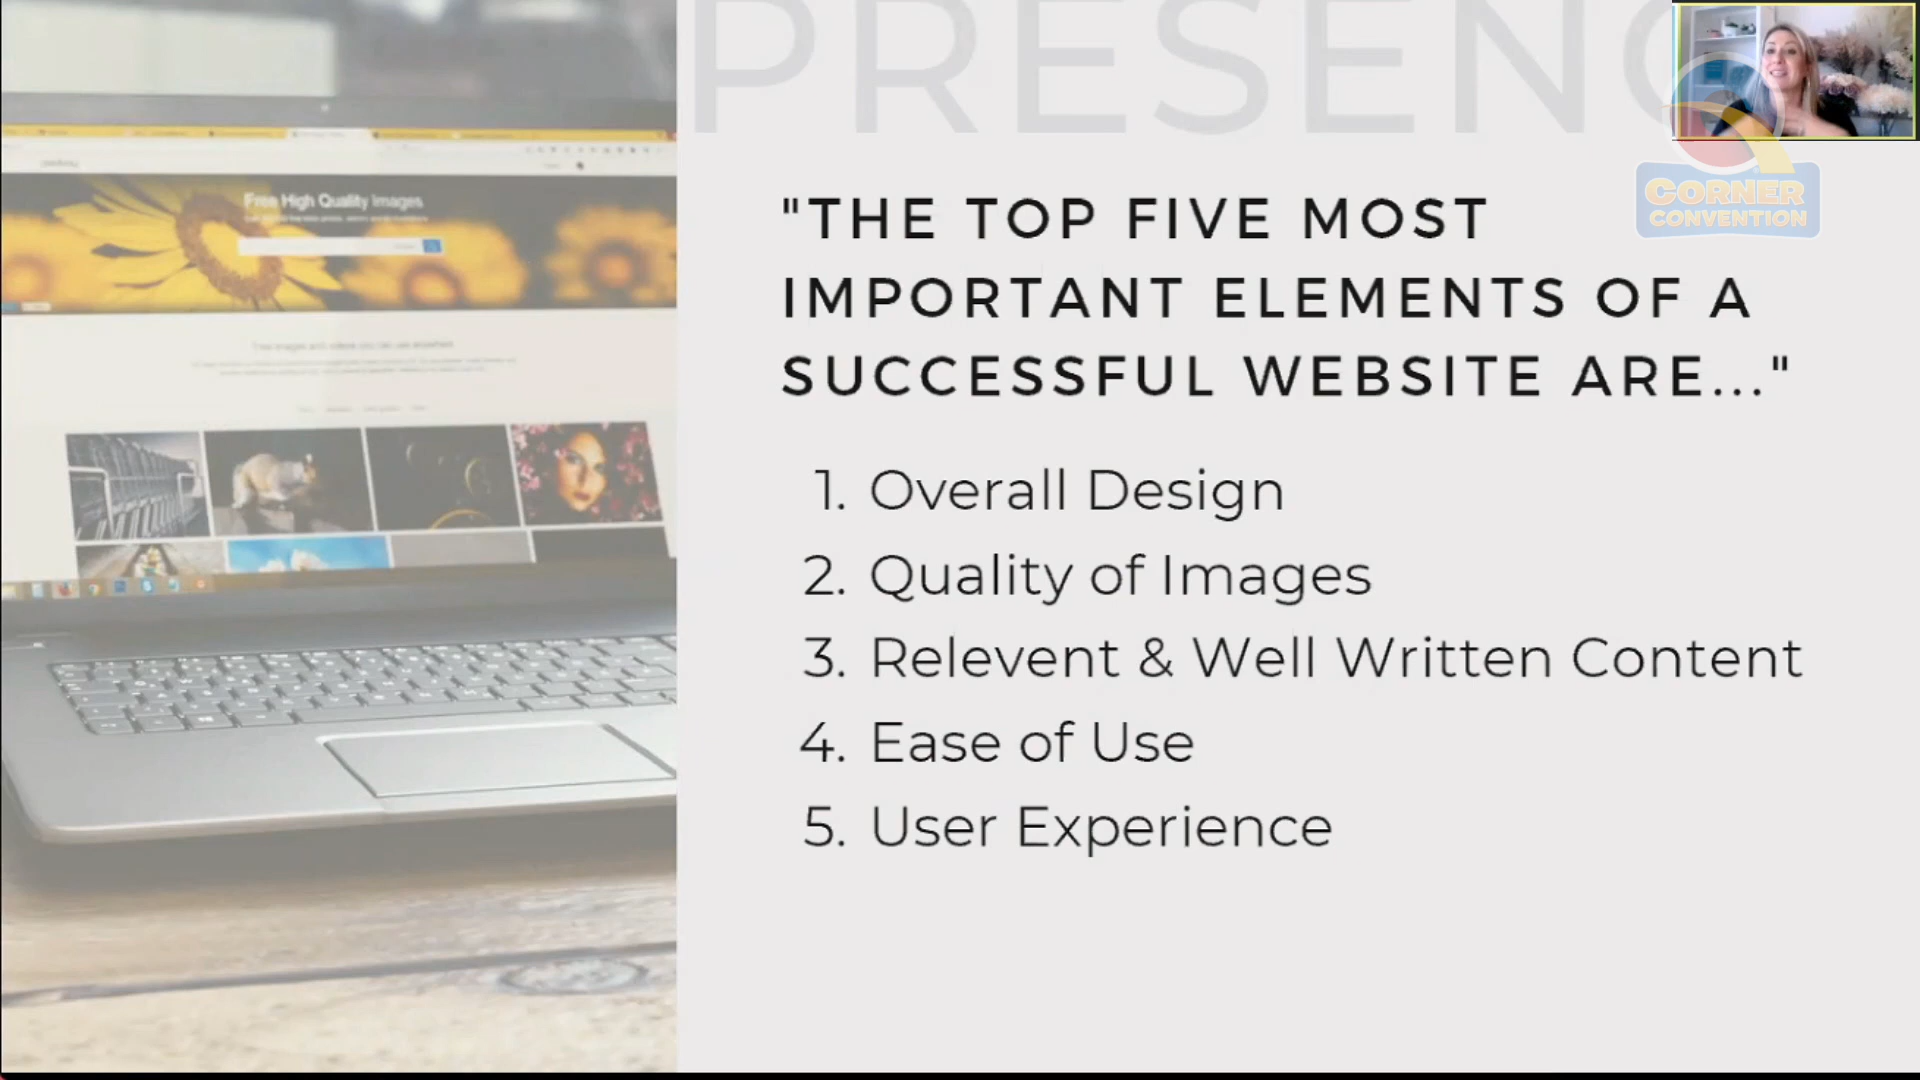 PRESENC
"THE TOP FIVE MOST
IMPORTANT ELEMENTS OF A
SUCCESSFUL WEBSITE ARE..."
1. Overall Design
2. Quality of Images
3. Relevent & Well Written Content
4. Ease of Use
5. User Experience
CORNER
CONVENTION
Free High Quality Images